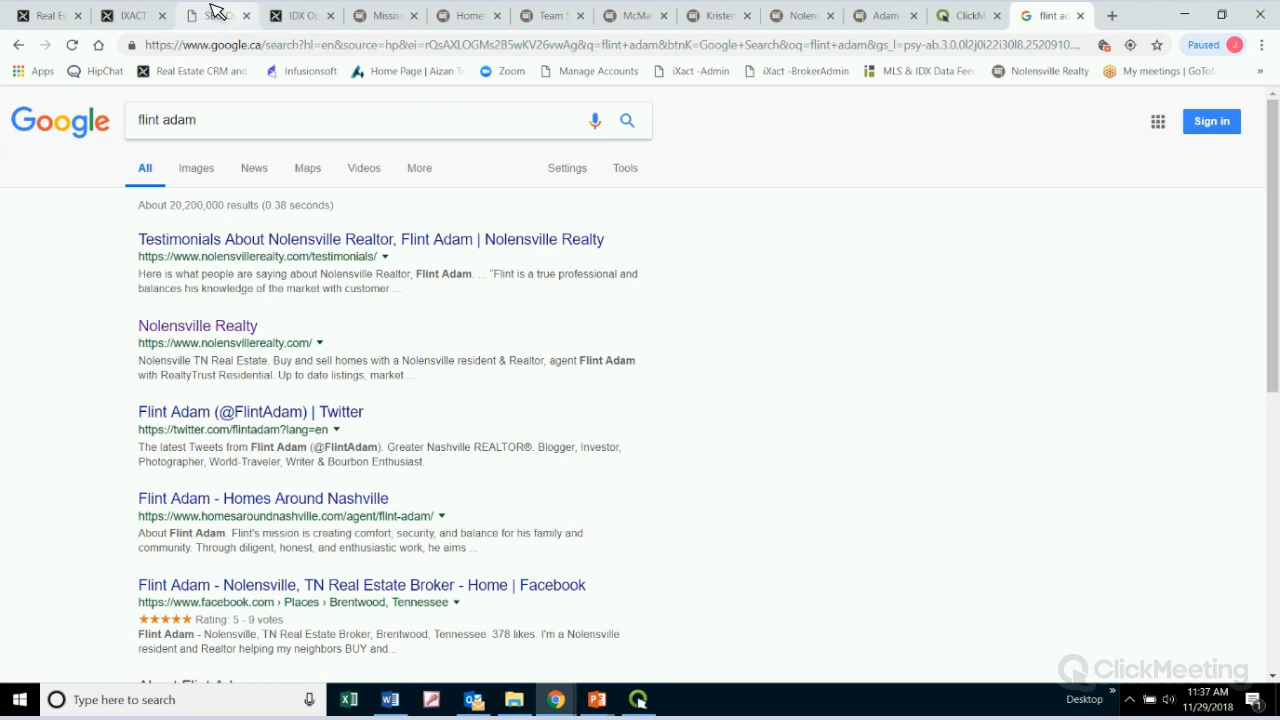 Real Es
IXACT
IDX Op
Missis
Homes
Team S
McMa
Kristen
Nolens
Adam
ClickM
flint ad
https://www.google.ca/search?hl=en&source=hp&ei=rQsAXLOGMs2B5wKV26vwAg&q=flint+adam&btnK=Google+Search&oq=flint+adam&gs_l=psy-ab.3.0.0l2j0i22i30l8.2520910....
Paused J
Apps
HipChat
Real Estate CRM and
Infusionsoft
Home Page | Aizan T
Zoom
Manage Accounts
iXact -Admin
iXact -BrokerAdmin
MLS & IDX Data Fee
Nolensville Realty
My meetings | GoTo
»
Google
flint adam
Sign in
All Images News Maps Videos More Settings Tools
About 20,200,000 results (0.38 seconds)
Testimonials About Nolensville Realtor, Flint Adam | Nolensville Realty
https://www.nolensvillerealty.com/testimonials/
Here is what people are saying about Nolensville Realtor, Flint Adam. ... "Flint is a true professional and
balances his knowledge of the market with customer ...
Nolensville Realty
https://www.nolensvillerealty.com/
Nolensville TN Real Estate. Buy and sell homes with a Nolensville resident & Realtor, agent Flint Adam
with RealtyTrust Residential. Up to date listings, market ...
Flint Adam (@FlintAdam) | Twitter
https://twitter.com/flintadam?lang=en
The latest Tweets from Flint Adam (@FlintAdam). Greater Nashville REALTOR®. Blogger, Investor,
Photographer, World-Traveler, Writer & Bourbon Enthusiast.
Flint Adam - Homes Around Nashville
https://www.homesaroundnashville.com/agent/flint-adam/
About Flint Adam. Flint's mission is creating comfort, security, and balance for his family and
community. Through diligent, honest, and enthusiastic work, he aims ...
Flint Adam - Nolensville, TN Real Estate Broker - Home | Facebook
https://www.facebook.com › Places › Brentwood, Tennessee
Rating: 5 - 9 votes
Flint Adam - Nolensville, TN Real Estate Broker, Brentwood, Tennessee. 378 likes. I'm a Nolensville
resident and Realtor helping my neighbors BUY and...
ClickMeeting
Type here to search
Desktop
»
11:37 AM
11/29/2018
1